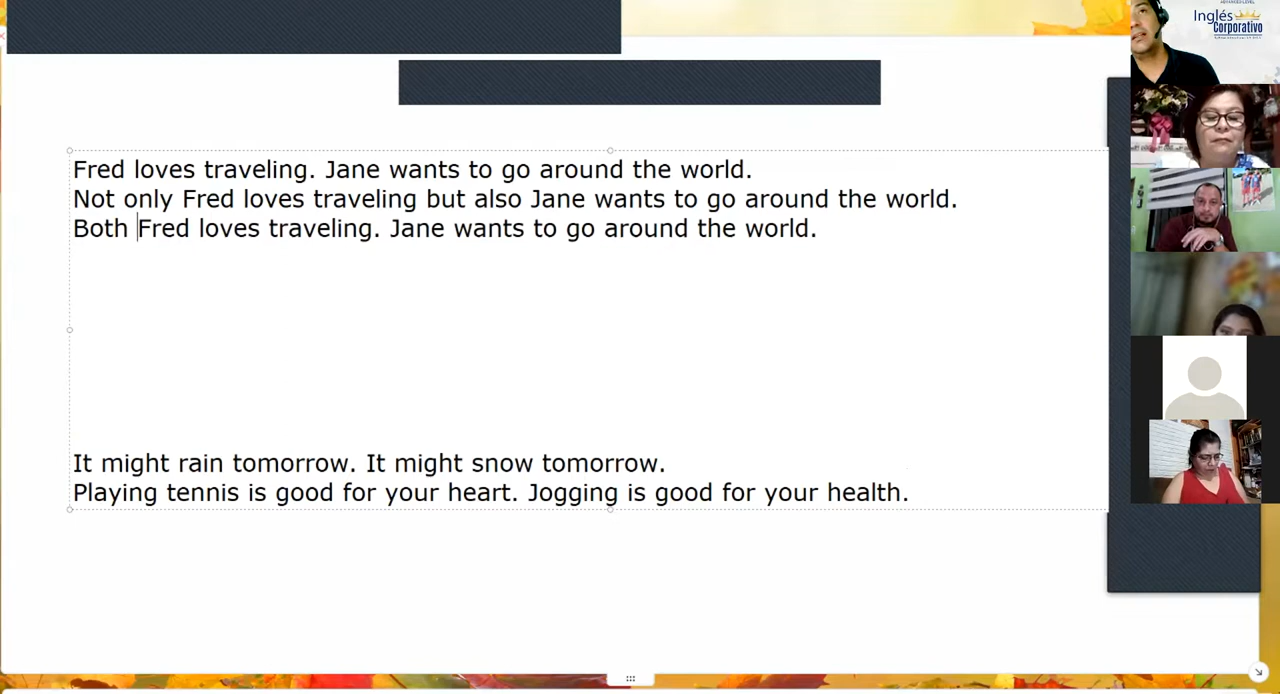 ADVANCED LEVEL
Inglés
Corporativo
Fred loves traveling. Jane wants to go around the world.
Not only Fred loves traveling but also Jane wants to go around the world.
Both Fred loves traveling. Jane wants to go around the world.
It might rain tomorrow. It might snow tomorrow.
Playing tennis is good for your heart. Jogging is good for your health.